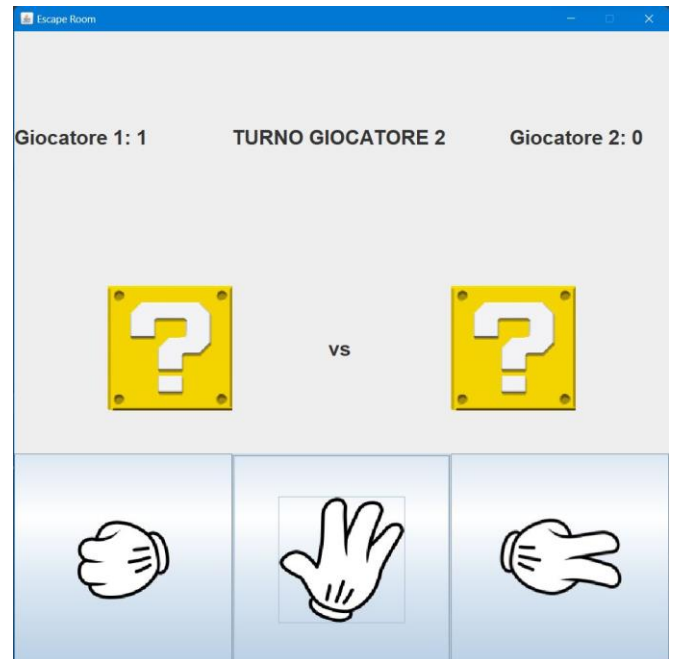 Escape Room
Giocatore 1: 1
TURNO GIOCATORE 2
Giocatore 2: 0
?
vs
?